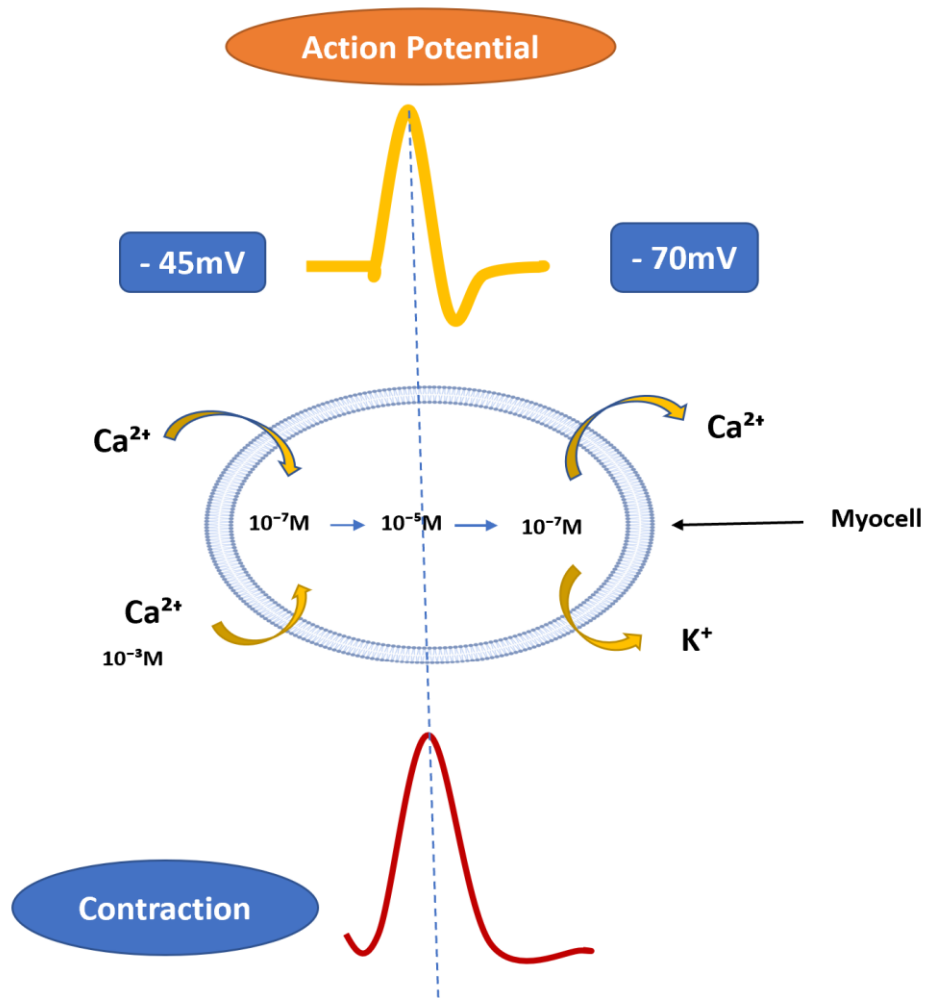 Action Potential
- 45mV
- 70mV
Ca²⁺
Ca²⁺
10⁻⁷M
10⁻⁵M
10⁻⁷M
Myocell
Ca²⁺
10⁻³M
K⁺
Contraction